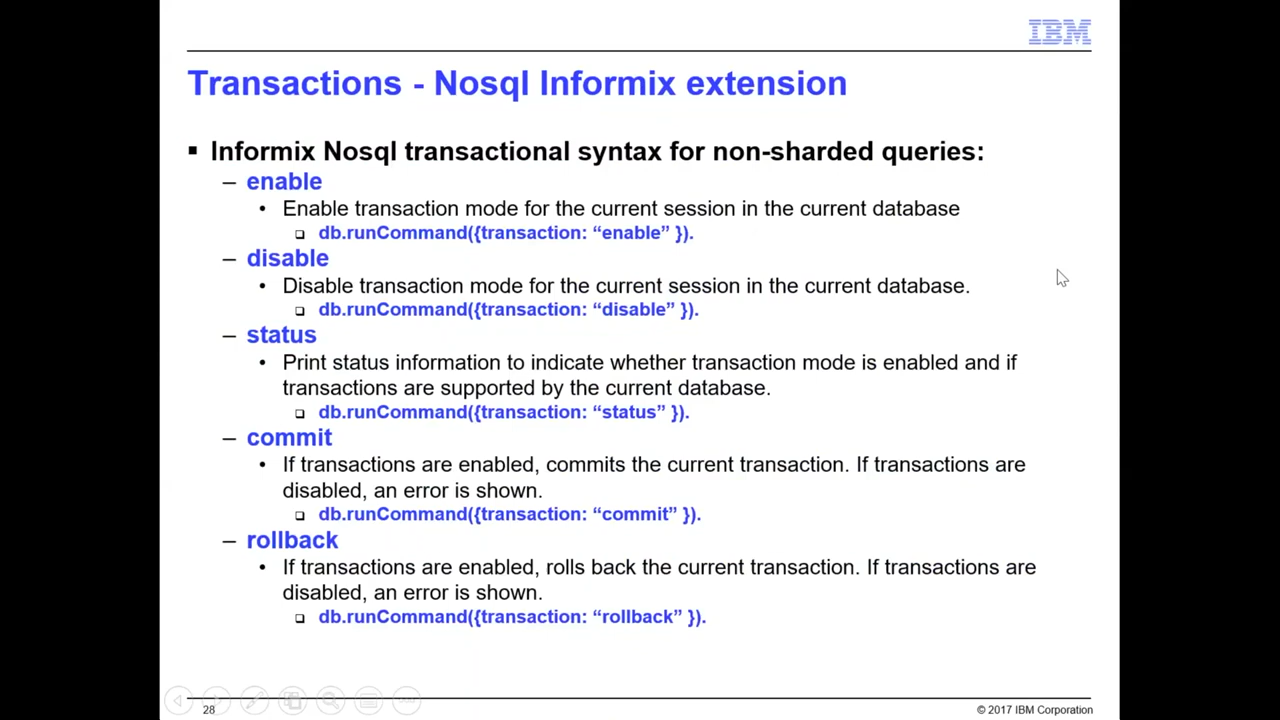 IBM
Transactions - Nosql Informix extension
▪ Informix Nosql transactional syntax for non-sharded queries:
– enable
• Enable transaction mode for the current session in the current database
❑ db.runCommand({transaction: “enable” }).
– disable
• Disable transaction mode for the current session in the current database.
❑ db.runCommand({transaction: “disable” }).
– status
• Print status information to indicate whether transaction mode is enabled and if
transactions are supported by the current database.
❑ db.runCommand({transaction: “status” }).
– commit
• If transactions are enabled, commits the current transaction. If transactions are
disabled, an error is shown.
❑ db.runCommand({transaction: “commit” }).
– rollback
• If transactions are enabled, rolls back the current transaction. If transactions are
disabled, an error is shown.
❑ db.runCommand({transaction: “rollback” }).
28
© 2017 IBM Corporation